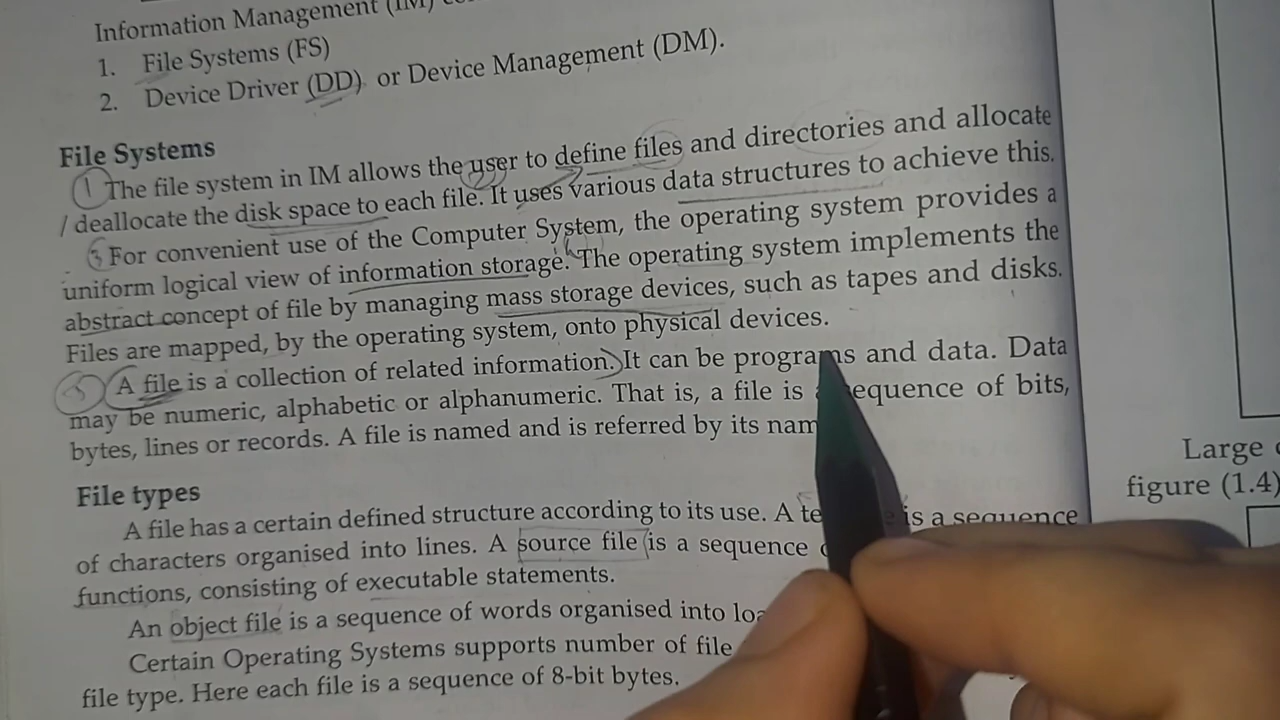 Information Management (IM)
1. File Systems (FS)
2. Device Driver (DD) or Device Management (DM).
File Systems
1 The file system in IM allows the user to define files and directories and allocate
/ deallocate the disk space to each file. It uses various data structures to achieve this.
For convenient use of the Computer System, the operating system provides a
uniform logical view of information storage. The operating system implements the
abstract concept of file by managing mass storage devices, such as tapes and disks.
Files are mapped, by the operating system, onto physical devices.
A file is a collection of related information. It can be programs and data. Data
may be numeric, alphabetic or alphanumeric. That is, a file is sequence of bits,
bytes, lines or records. A file is named and is referred by its
File types
A file has a certain defined structure according to its use. A is a sequence
of characters organised into lines. A source file is a sequence
functions, consisting of executable statements.
An object file is a sequence of words organised into
Certain Operating Systems supports number of file
file type. Here each file is a sequence of 8-bit bytes.
Large
figure (1.4)